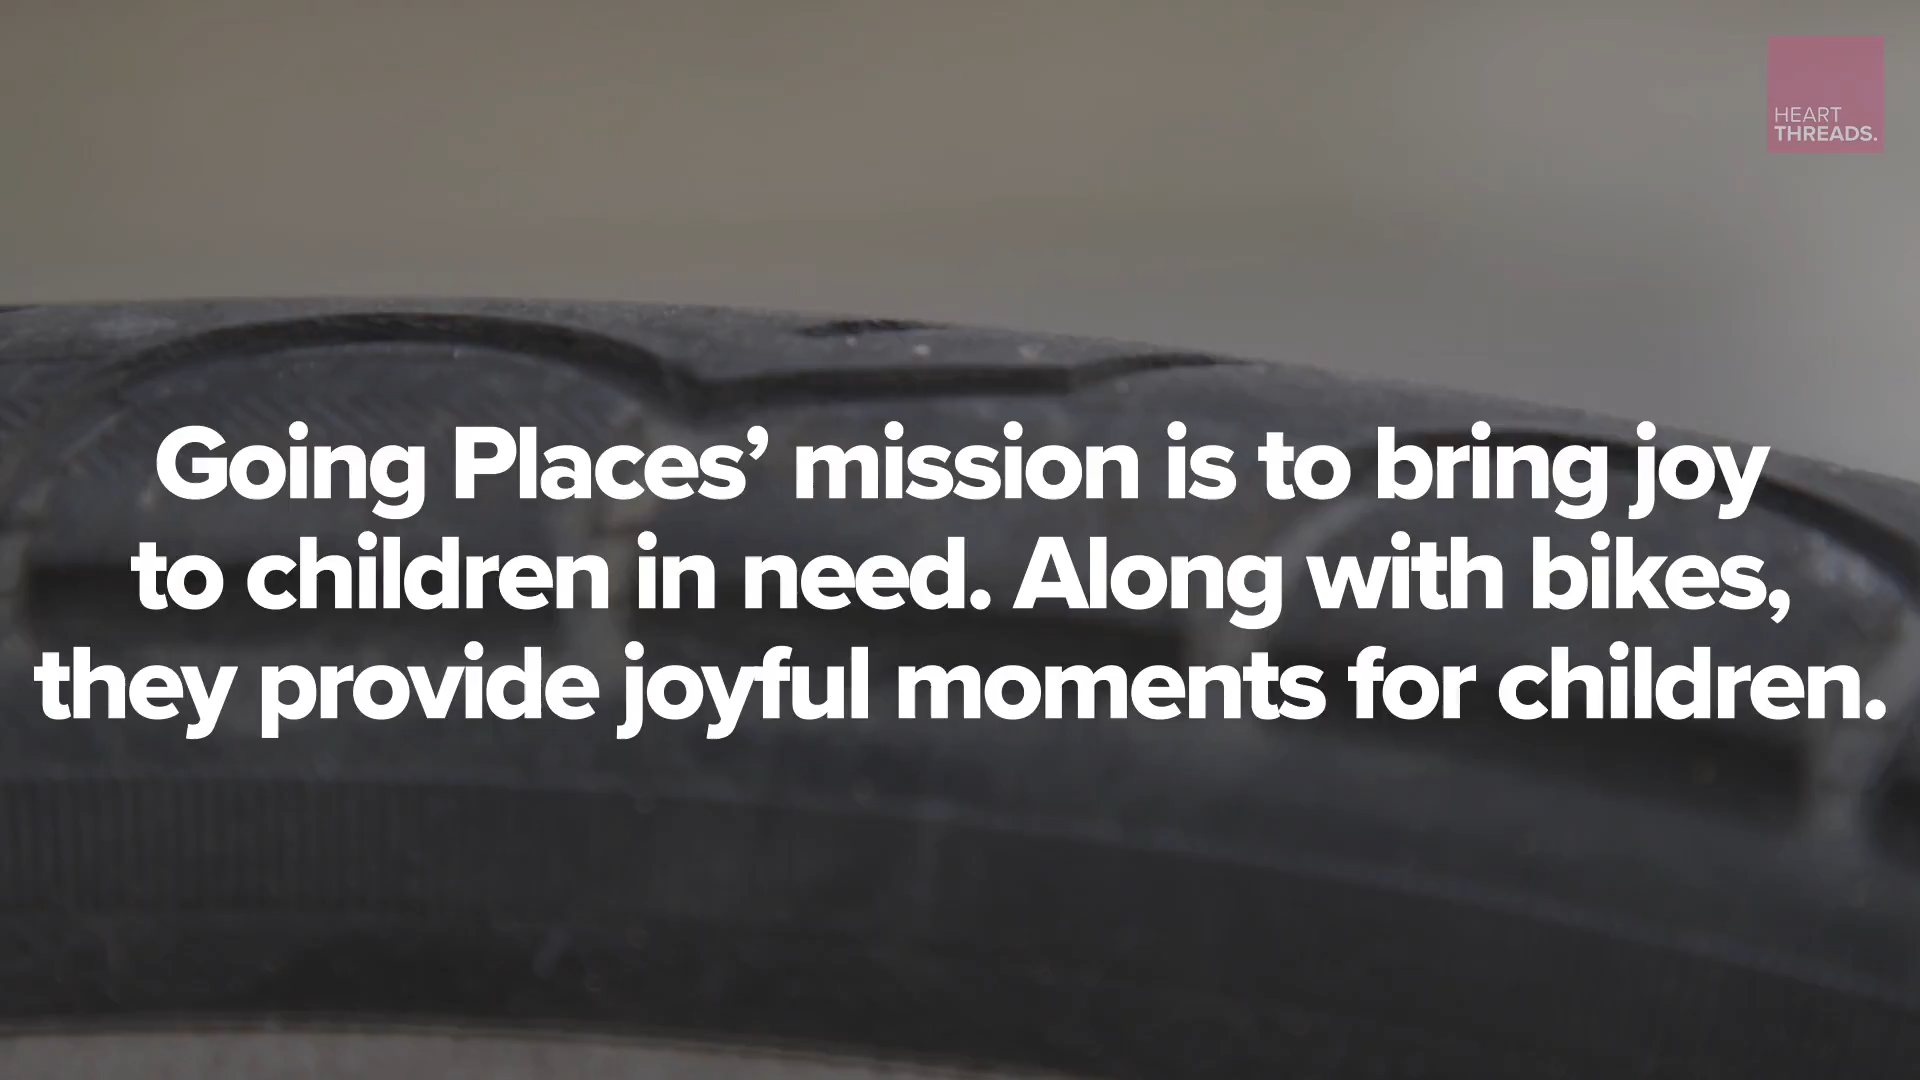 HEART
THREADS.
Going Places’ mission is to bring joy
to children in need. Along with bikes,
they provide joyful moments for children.